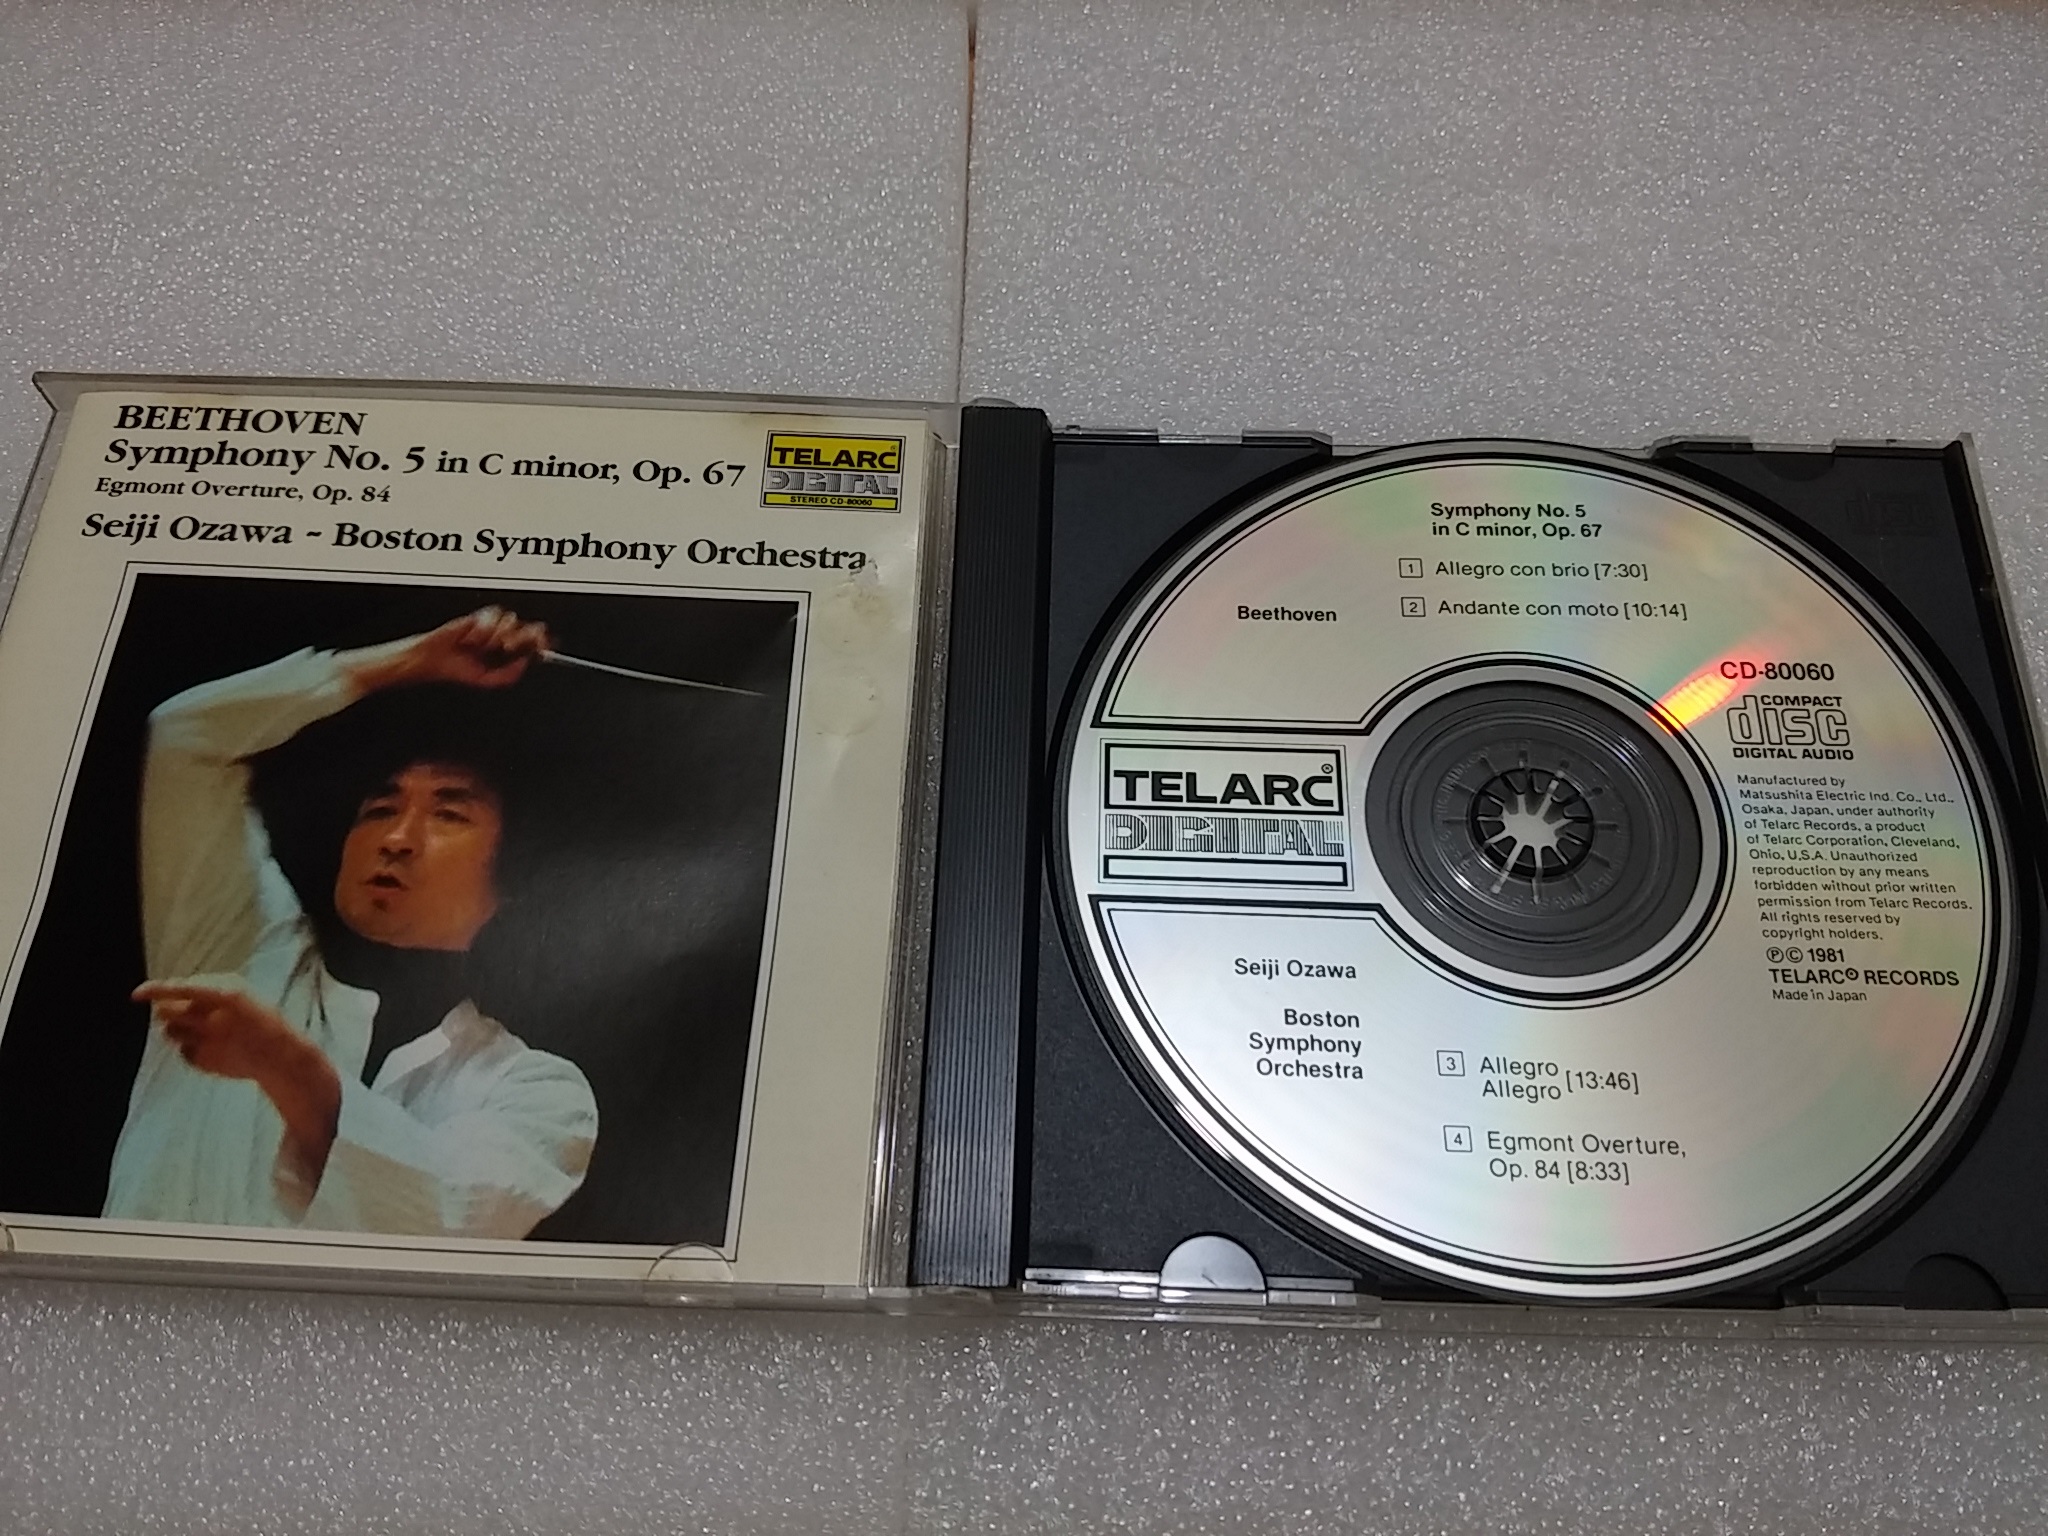 BEETHOVEN
Symphony No. 5 in C minor, Op. 67
Egmont Overture, Op. 84
Seiji Ozawa ~ Boston Symphony Orchestra
TELARC®
DIGITAL
STEREO CD-80060
Symphony No. 5
in C minor, Op. 67
1 Allegro con brio [7:30]
2 Andante con moto [10:14]
Beethoven
TELARC®
DIGITAL
CD-80060
COMPACT
disc
DIGITAL AUDIO
Manufactured by
Matsushita Electric Ind. Co., Ltd.,
Osaka, Japan, under authority
of Telarc Records, a product
of Telarc Corporation, Cleveland,
Ohio, U.S.A. Unauthorized
reproduction by any means
forbidden without prior written
permission from Telarc Records.
All rights reserved by
copyright holders.
℗© 1981
TELARC® RECORDS
Made in Japan
Seiji Ozawa
Boston
Symphony
Orchestra
3 Allegro
Allegro [13:46]
4 Egmont Overture,
Op. 84 [8:33]